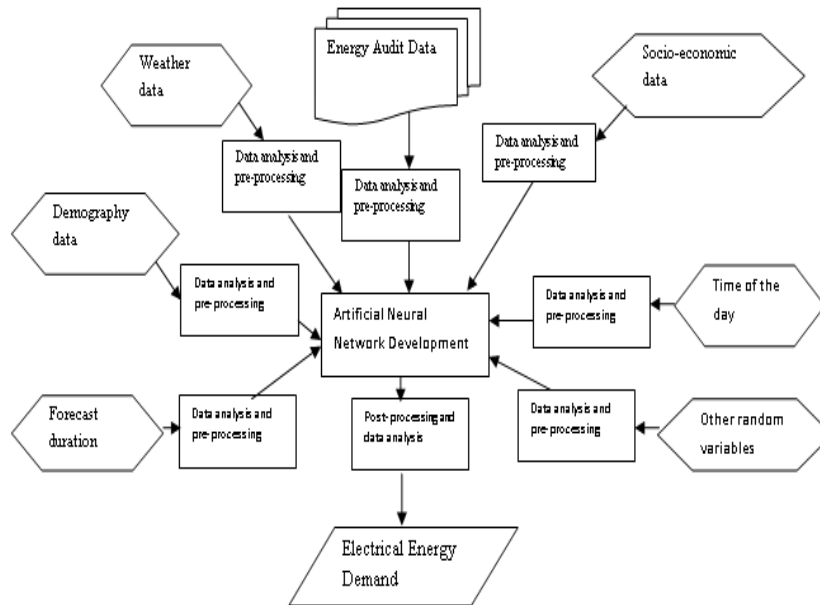 Energy Audit Data
Weather
data
Socio-economic
data
Data analysis and
pre-processing
Data analysis and
pre-processing
Data analysis and
pre-processing
Demography
data
Data analysis and
pre-processing
Artificial Neural
Network Development
Data analysis and
pre-processing
Time of the
day
Forecast
duration
Data analysis and
pre-processing
Post-processing and
data analysis
Data analysis and
pre-processing
Other random
variables
Electrical Energy
Demand